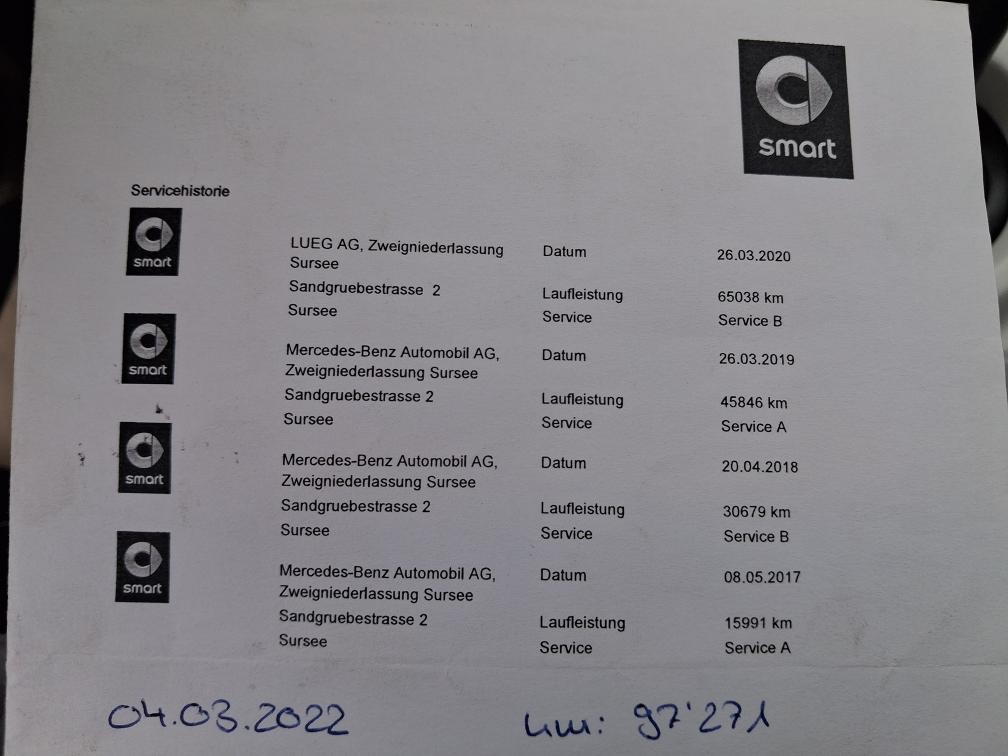 smart
Servicehistorie
smart
LUEG AG, Zweigniederlassung Sursee
Datum 26.03.2020
Sandgruebestrasse 2 Laufleistung 65038 km
Sursee Service Service B
smart
Mercedes-Benz Automobil AG, Zweigniederlassung Sursee
Datum 26.03.2019
Sandgruebestrasse 2 Laufleistung 45846 km
Sursee Service Service A
smart
Mercedes-Benz Automobil AG, Zweigniederlassung Sursee
Datum 20.04.2018
Sandgruebestrasse 2 Laufleistung 30679 km
Sursee Service Service B
smart
Mercedes-Benz Automobil AG, Zweigniederlassung Sursee
Datum 08.05.2017
Sandgruebestrasse 2 Laufleistung 15991 km
Sursee Service Service A
04.03.2022 km: 97'271